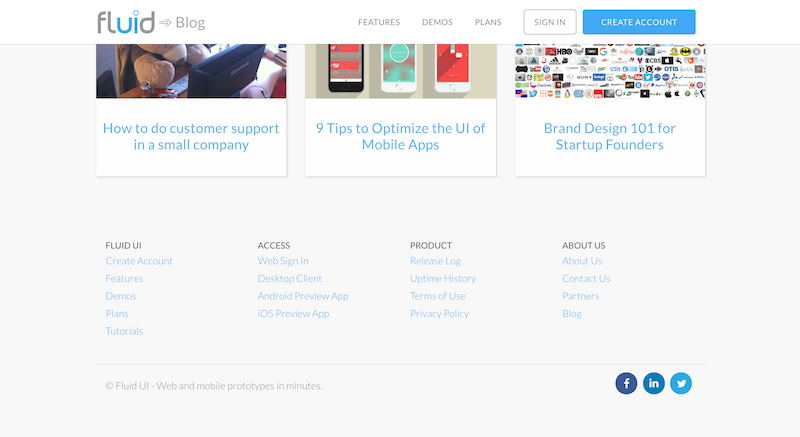 fluid Blog
FEATURES DEMOS PLANS SIGN IN CREATE ACCOUNT
How to do customer support
in a small company
9 Tips to Optimize the UI of
Mobile Apps
Brand Design 101 for
Startup Founders
FLUID UI
Create Account
Features
Demos
Plans
Tutorials
ACCESS
Web Sign In
Desktop Client
Android Preview App
iOS Preview App
PRODUCT
Release Log
Uptime History
Terms of Use
Privacy Policy
ABOUT US
About Us
Contact Us
Partners
Blog
© Fluid UI - Web and mobile prototypes in minutes.